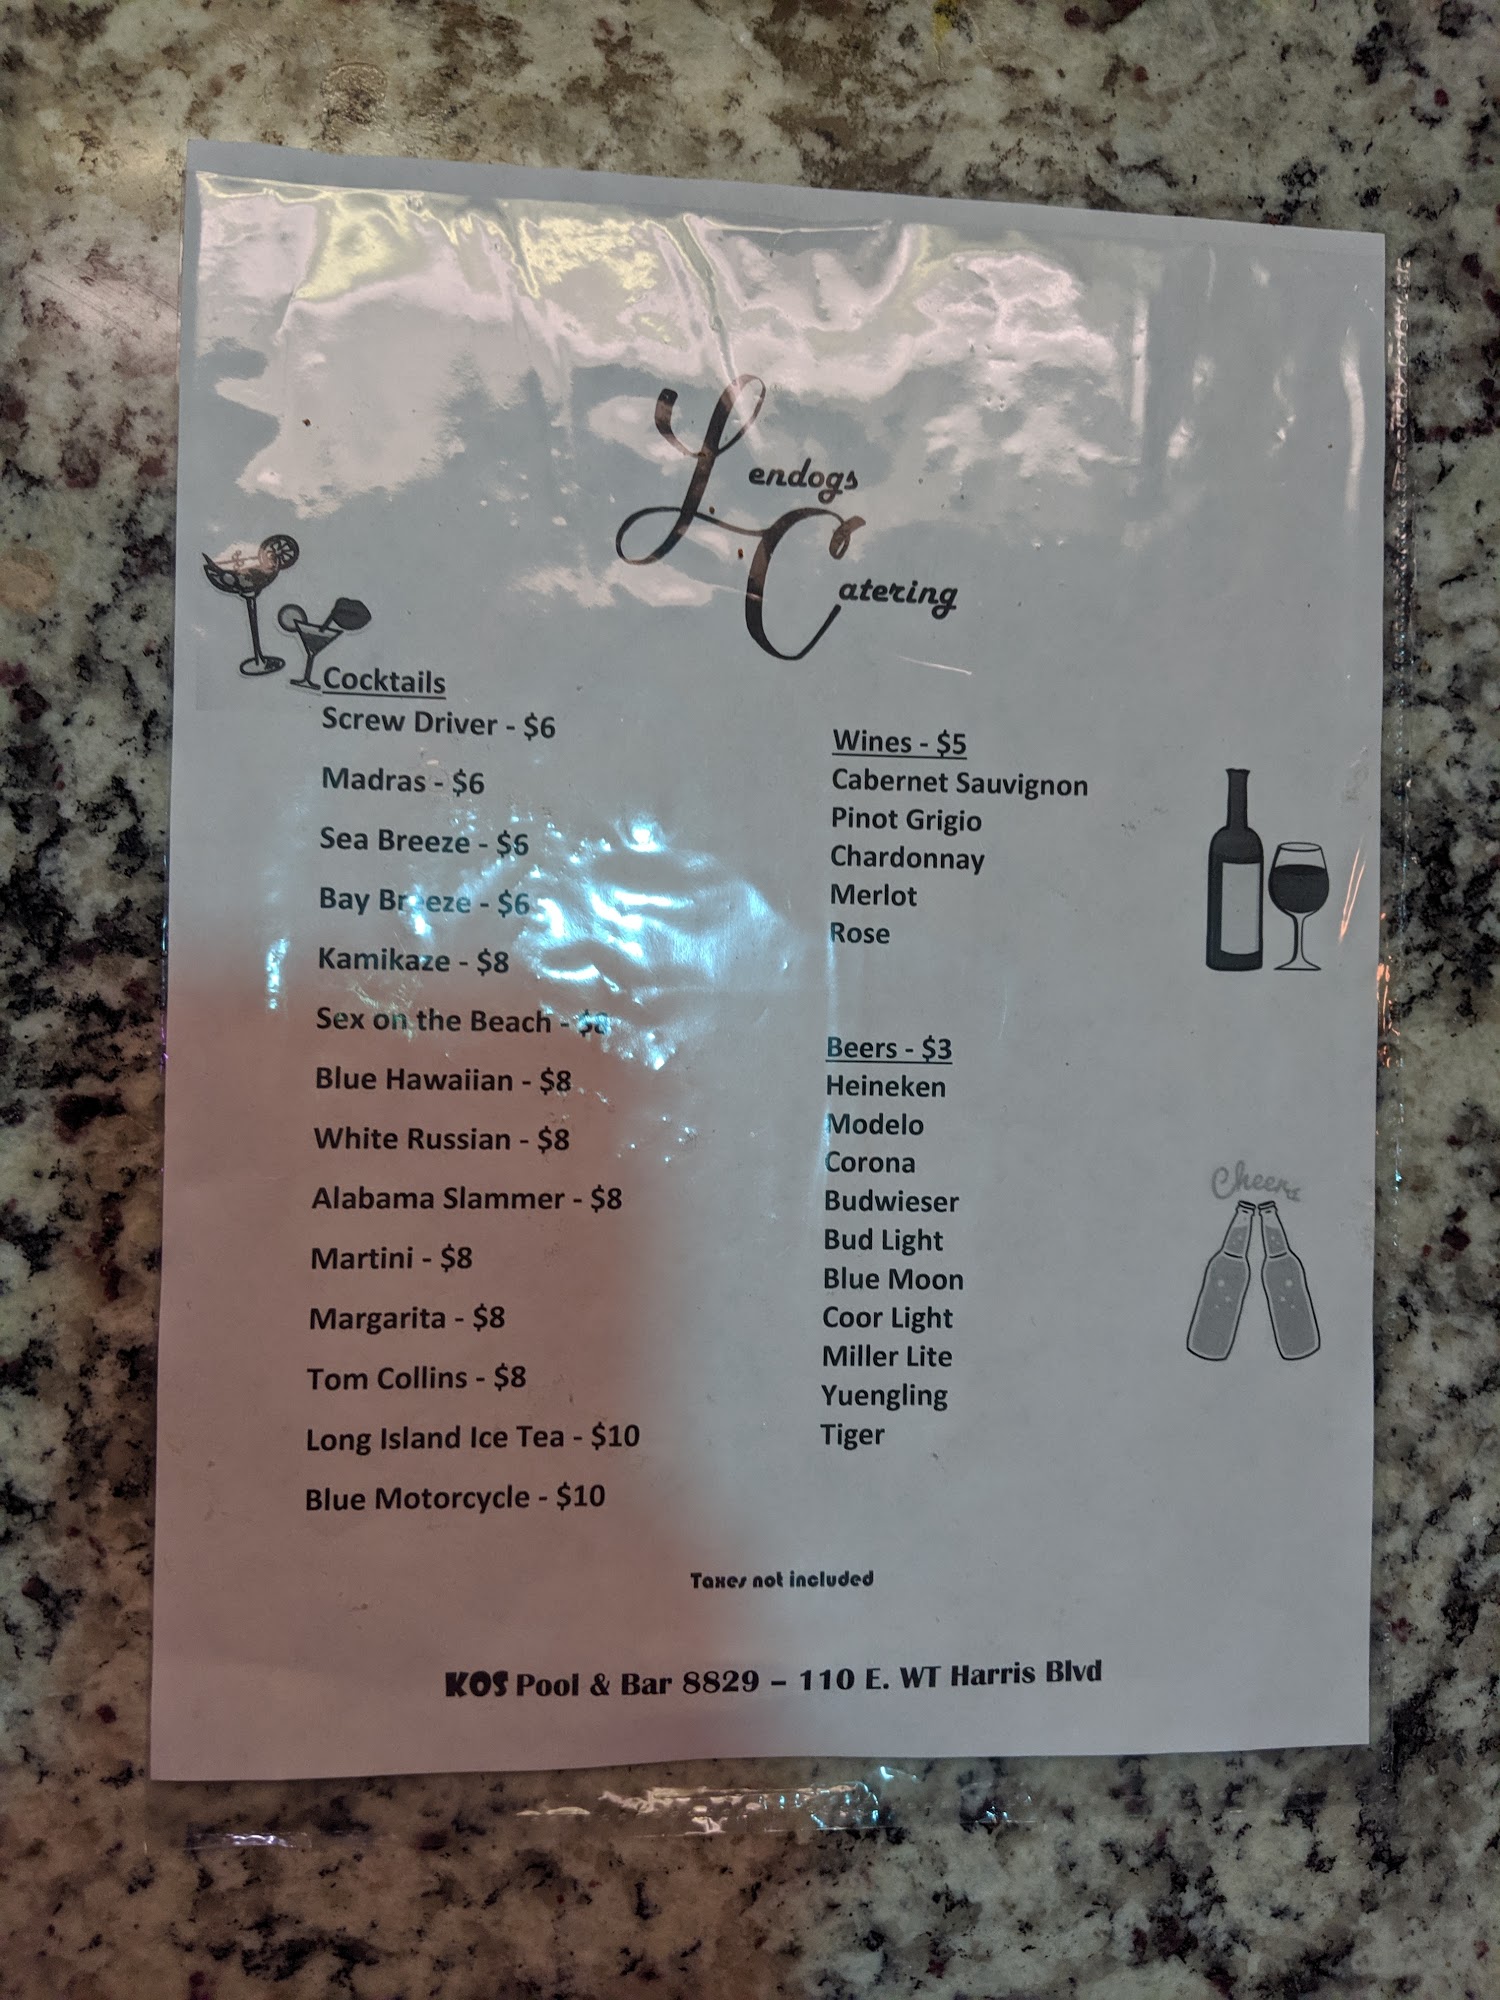 Lendogs
Catering
Cocktails
Screw Driver - $6
Madras - $6
Sea Breeze - $6
Bay Breeze - $6
Kamikaze - $8
Sex on the Beach - $8
Blue Hawaiian - $8
White Russian - $8
Alabama Slammer - $8
Martini - $8
Margarita - $8
Tom Collins - $8
Long Island Ice Tea - $10
Blue Motorcycle - $10
Wines - $5
Cabernet Sauvignon
Pinot Grigio
Chardonnay
Merlot
Rose
Beers - $3
Heineken
Modelo
Corona
Budwieser
Bud Light
Blue Moon
Coor Light
Miller Lite
Yuengling
Tiger
Cheers
Taxes not included
KOS Pool & Bar 8829 – 110 E. WT Harris Blvd